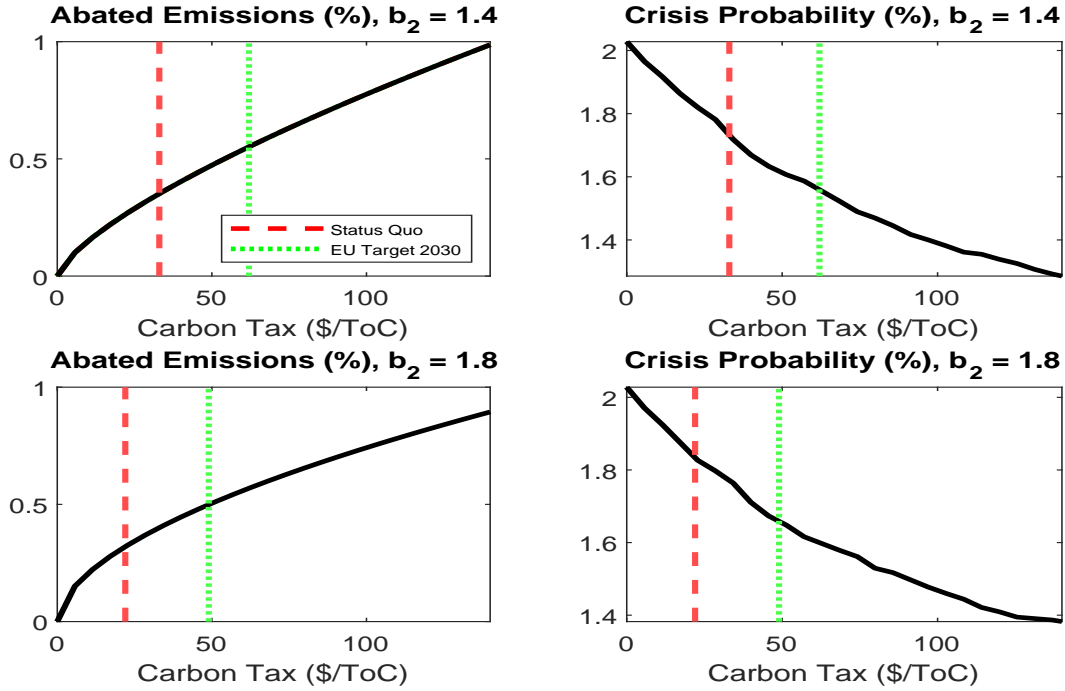 Abated Emissions (%), b2 = 1.4
1
0.5
0
0 50 100
Carbon Tax ($/ToC)
Status Quo
EU Target 2030
Crisis Probability (%), b2 = 1.4
2
1.8
1.6
1.4
0 50 100
Carbon Tax ($/ToC)
Abated Emissions (%), b2 = 1.8
1
0.5
0
0 50 100
Carbon Tax ($/ToC)
Crisis Probability (%), b2 = 1.8
2
1.8
1.6
1.4
0 50 100
Carbon Tax ($/ToC)